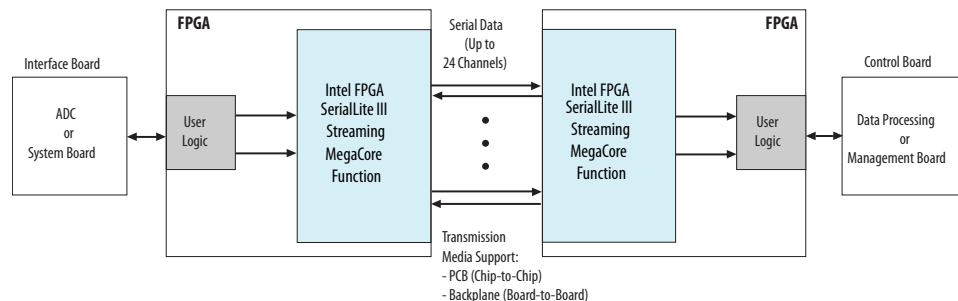 FPGA
Serial Data
(Up to
24 Channels)
FPGA
Interface Board
Control Board
ADC
or
System Board
User
Logic
Intel FPGA
SerialLite III
Streaming
MegaCore
Function
Intel FPGA
SerialLite III
Streaming
MegaCore
Function
User
Logic
Data Processing
or
Management Board
Transmission
Media Support:
- PCB (Chip-to-Chip)
- Backplane (Board-to-Board)